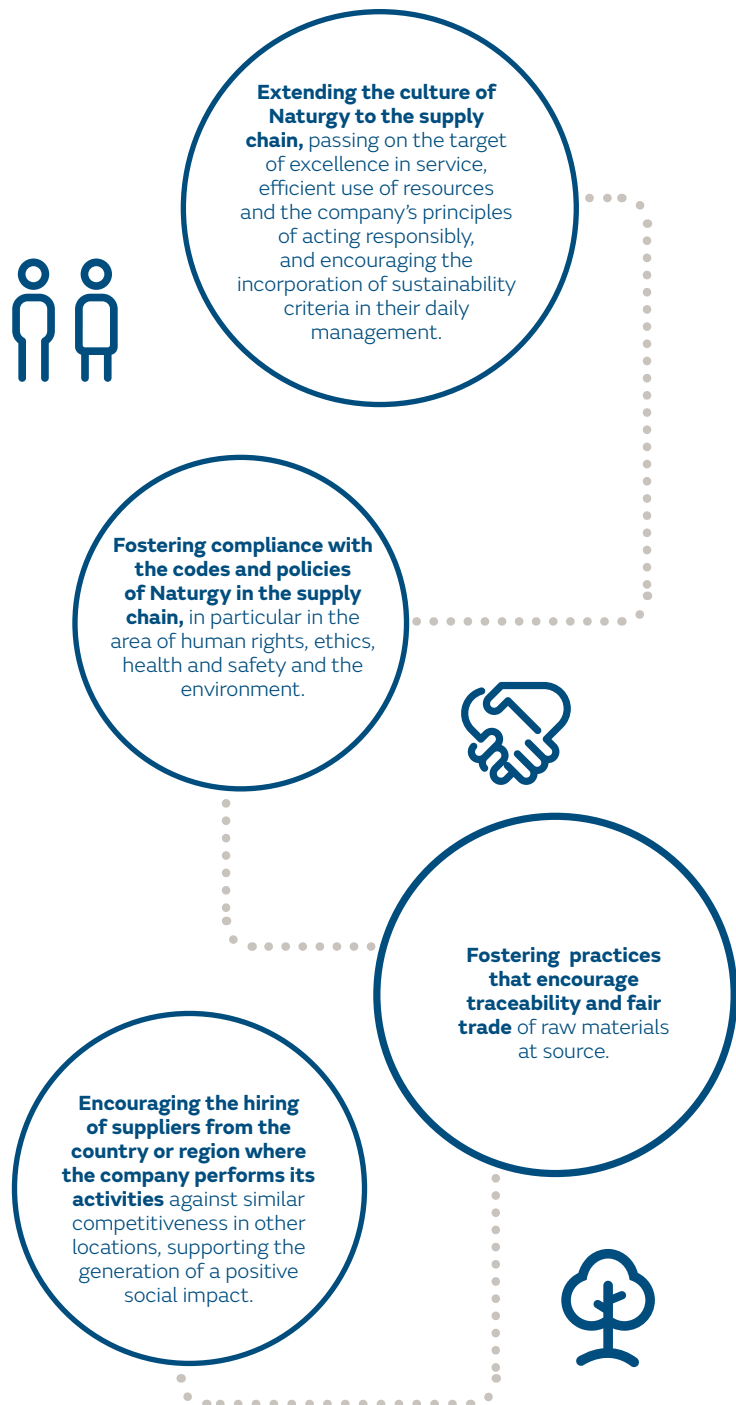 Extending the culture of
Naturgy to the supply
chain, passing on the target
of excellence in service,
efficient use of resources
and the company’s principles
of acting responsibly,
and encouraging the
incorporation of sustainability
criteria in their daily
management.
Fostering compliance with
the codes and policies
of Naturgy in the supply
chain, in particular in the
area of human rights, ethics,
health and safety and the
environment.
Fostering practices
that encourage
traceability and fair
trade of raw materials
at source.
Encouraging the hiring
of suppliers from the
country or region where
the company performs its
activities against similar
competitiveness in other
locations, supporting the
generation of a positive
social impact.